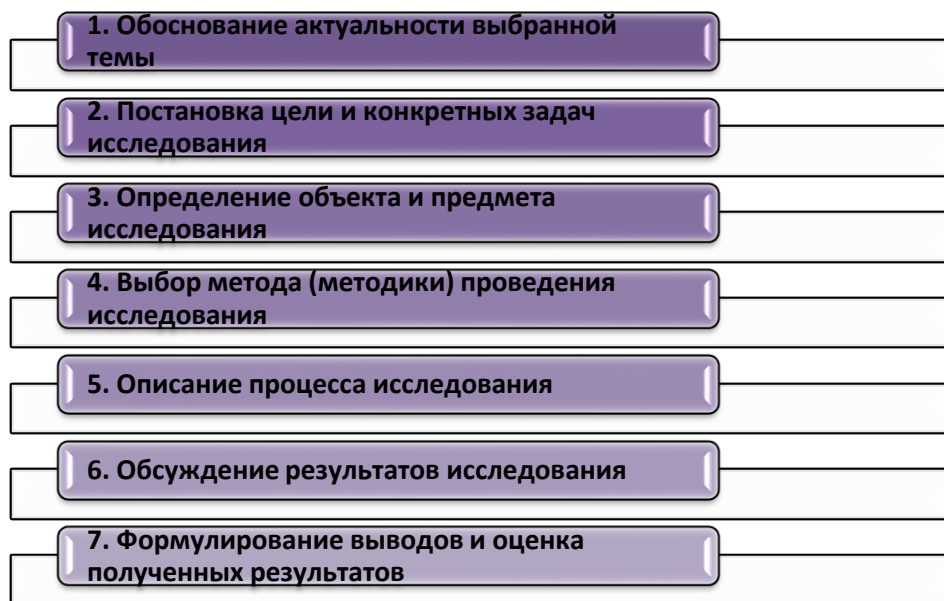 1. Обоснование актуальности выбранной
темы
2. Постановка цели и конкретных задач
исследования
3. Определение объекта и предмета
исследования
4. Выбор метода (методики) проведения
исследования
5. Описание процесса исследования
6. Обсуждение результатов исследования
7. Формулирование выводов и оценка
полученных результатов